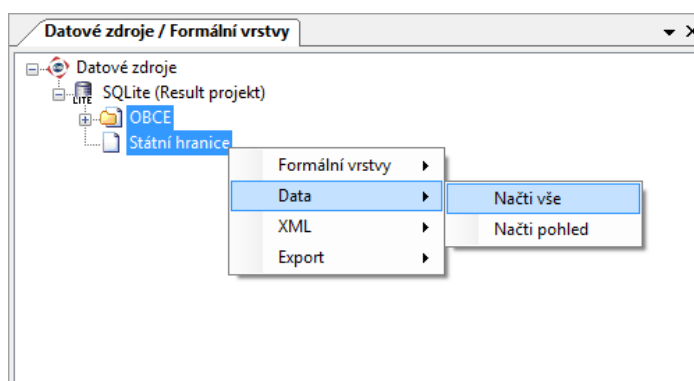 Datové zdroje / Formální vrstvy
Datové zdroje
LITE SQLite (Result projekt)
OBCE
Státní hranice
Formální vrstvy
Data
XML
Export
Načti vše
Načti pohled